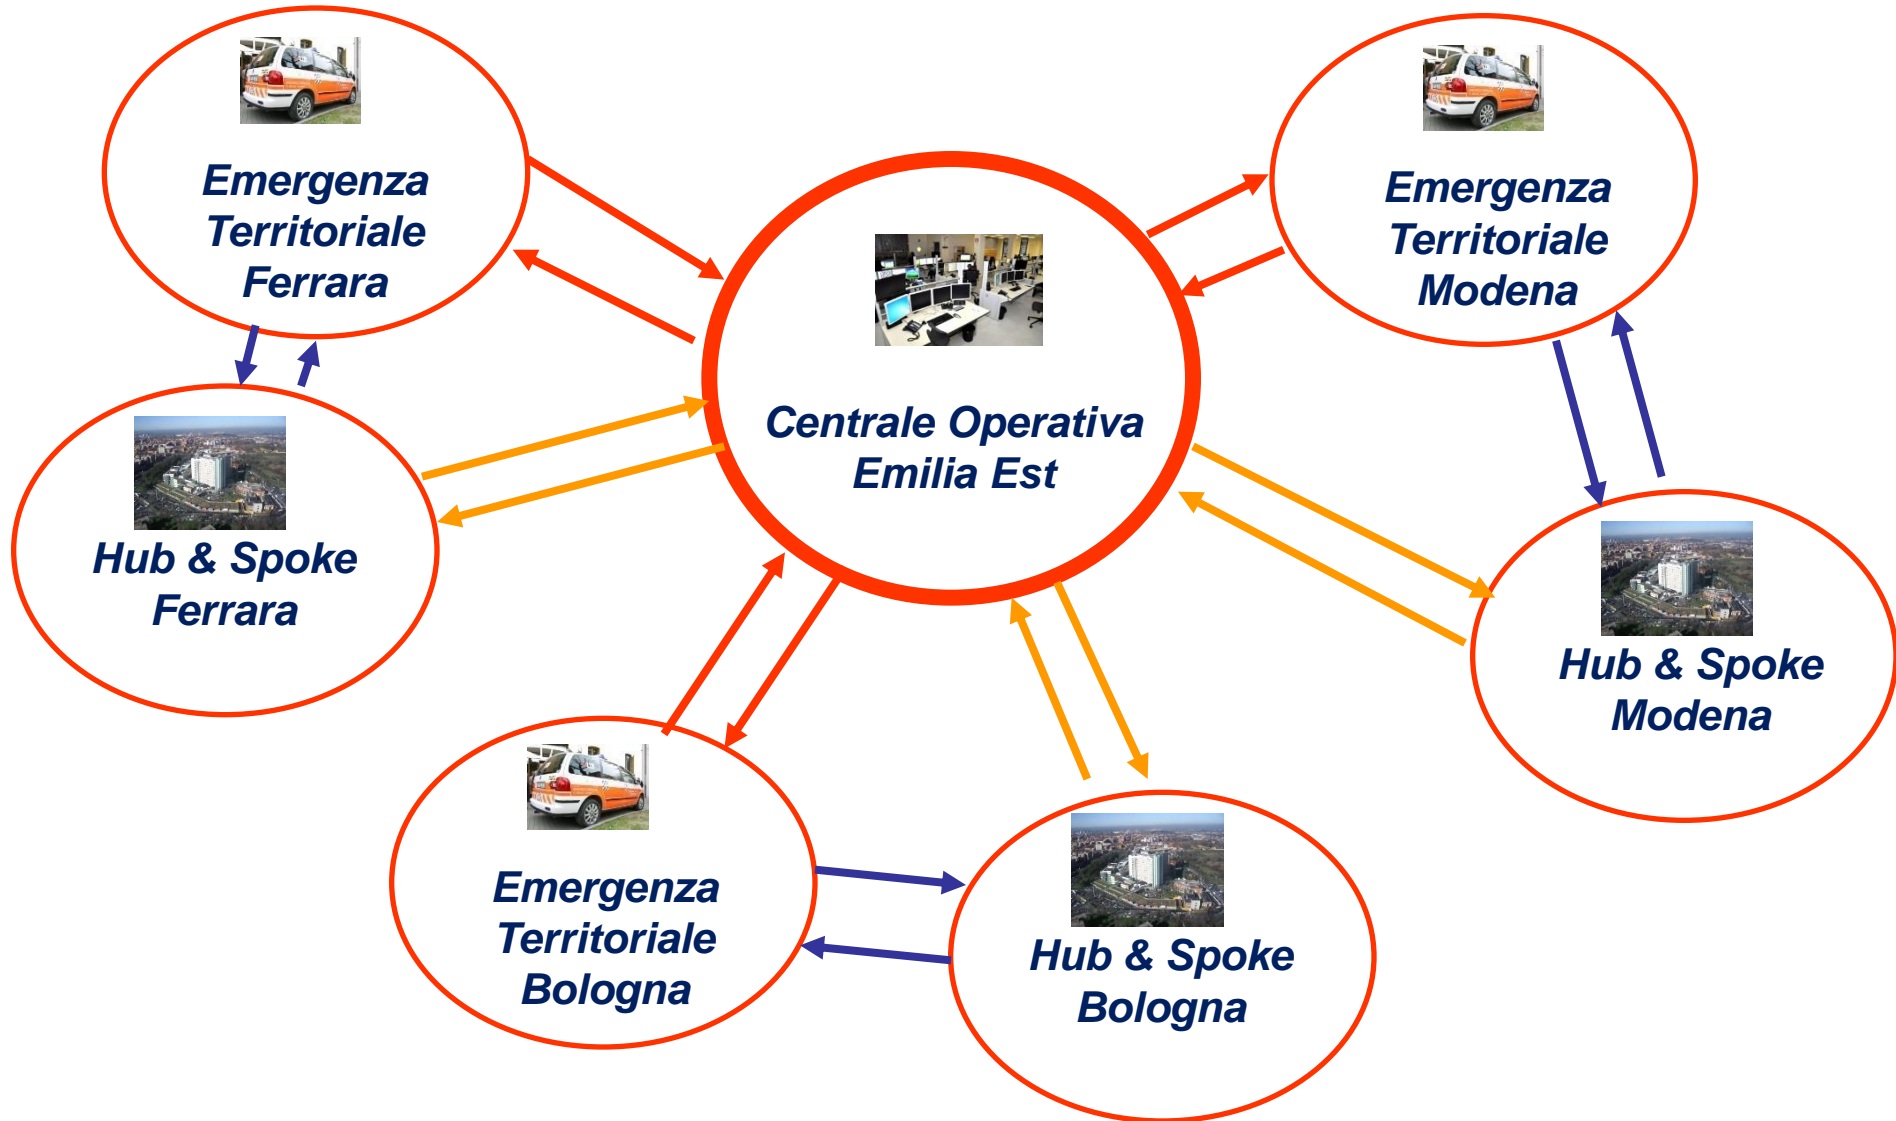 Emergenza
Territoriale
Ferrara
Emergenza
Territoriale
Modena
Centrale Operativa
Emilia Est
Hub & Spoke
Ferrara
Hub & Spoke
Modena
Emergenza
Territoriale
Bologna
Hub & Spoke
Bologna